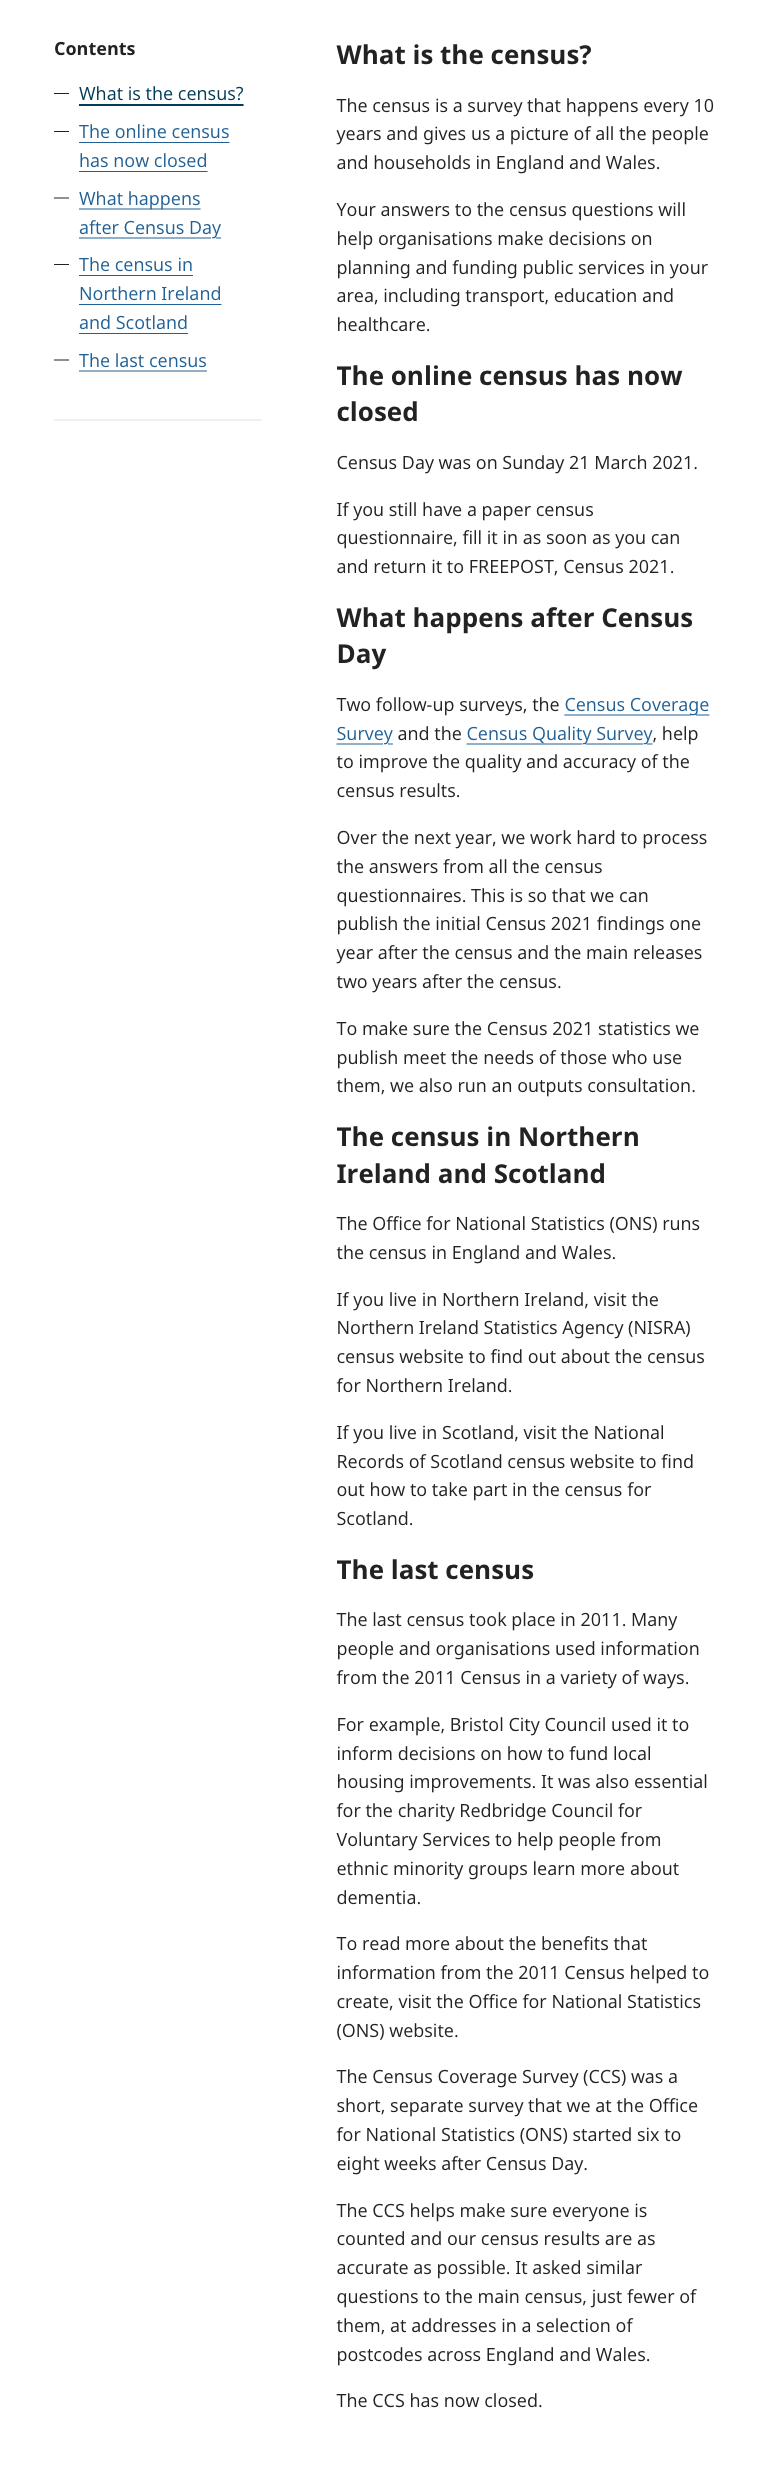 Contents
What is the census?
The online census
has now closed
What happens
after Census Day
The census in
Northern Ireland
and Scotland
The last census
What is the census?
The census is a survey that happens every 10
years and gives us a picture of all the people
and households in England and Wales.
Your answers to the census questions will
help organisations make decisions on
planning and funding public services in your
area, including transport, education and
healthcare.
The online census has now
closed
Census Day was on Sunday 21 March 2021.
If you still have a paper census
questionnaire, fill it in as soon as you can
and return it to FREEPOST, Census 2021.
What happens after Census
Day
Two follow-up surveys, the Census Coverage
Survey and the Census Quality Survey, help
to improve the quality and accuracy of the
census results.
Over the next year, we work hard to process
the answers from all the census
questionnaires. This is so that we can
publish the initial Census 2021 findings one
year after the census and the main releases
two years after the census.
To make sure the Census 2021 statistics we
publish meet the needs of those who use
them, we also run an outputs consultation.
The census in Northern
Ireland and Scotland
The Office for National Statistics (ONS) runs
the census in England and Wales.
If you live in Northern Ireland, visit the
Northern Ireland Statistics Agency (NISRA)
census website to find out about the census
for Northern Ireland.
If you live in Scotland, visit the National
Records of Scotland census website to find
out how to take part in the census for
Scotland.
The last census
The last census took place in 2011. Many
people and organisations used information
from the 2011 Census in a variety of ways.
For example, Bristol City Council used it to
inform decisions on how to fund local
housing improvements. It was also essential
for the charity Redbridge Council for
Voluntary Services to help people from
ethnic minority groups learn more about
dementia.
To read more about the benefits that
information from the 2011 Census helped to
create, visit the Office for National Statistics
(ONS) website.
The Census Coverage Survey (CCS) was a
short, separate survey that we at the Office
for National Statistics (ONS) started six to
eight weeks after Census Day.
The CCS helps make sure everyone is
counted and our census results are as
accurate as possible. It asked similar
questions to the main census, just fewer of
them, at addresses in a selection of
postcodes across England and Wales.
The CCS has now closed.